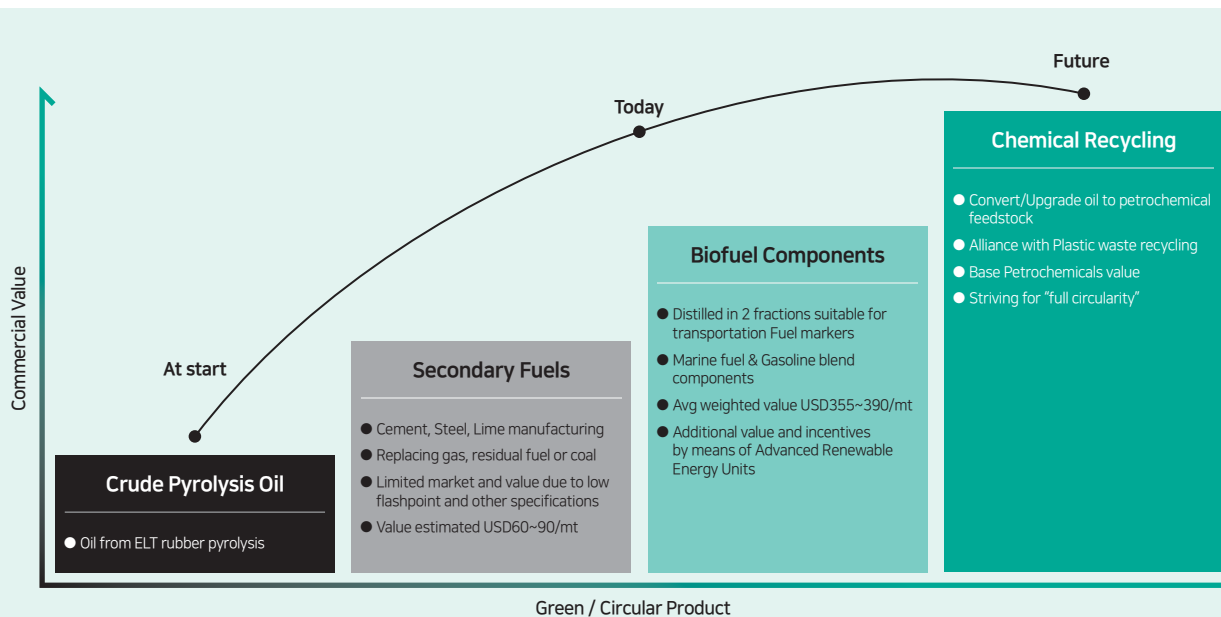 Future
Today
At start
Commercial Value
Crude Pyrolysis Oil
● Oil from ELT rubber pyrolysis
Secondary Fuels
● Cement, Steel, Lime manufacturing
● Replacing gas, residual fuel or coal
● Limited market and value due to low
flashpoint and other specifications
● Value estimated USD60~90/mt
Biofuel Components
● Distilled in 2 fractions suitable for
transportation Fuel markers
● Marine fuel & Gasoline blend
components
● Avg weighted value USD355~390/mt
● Additional value and incentives
by means of Advanced Renewable
Energy Units
Chemical Recycling
● Convert/Upgrade oil to petrochemical
feedstock
● Alliance with Plastic waste recycling
● Base Petrochemicals value
● Striving for “full circularity”
Green / Circular Product